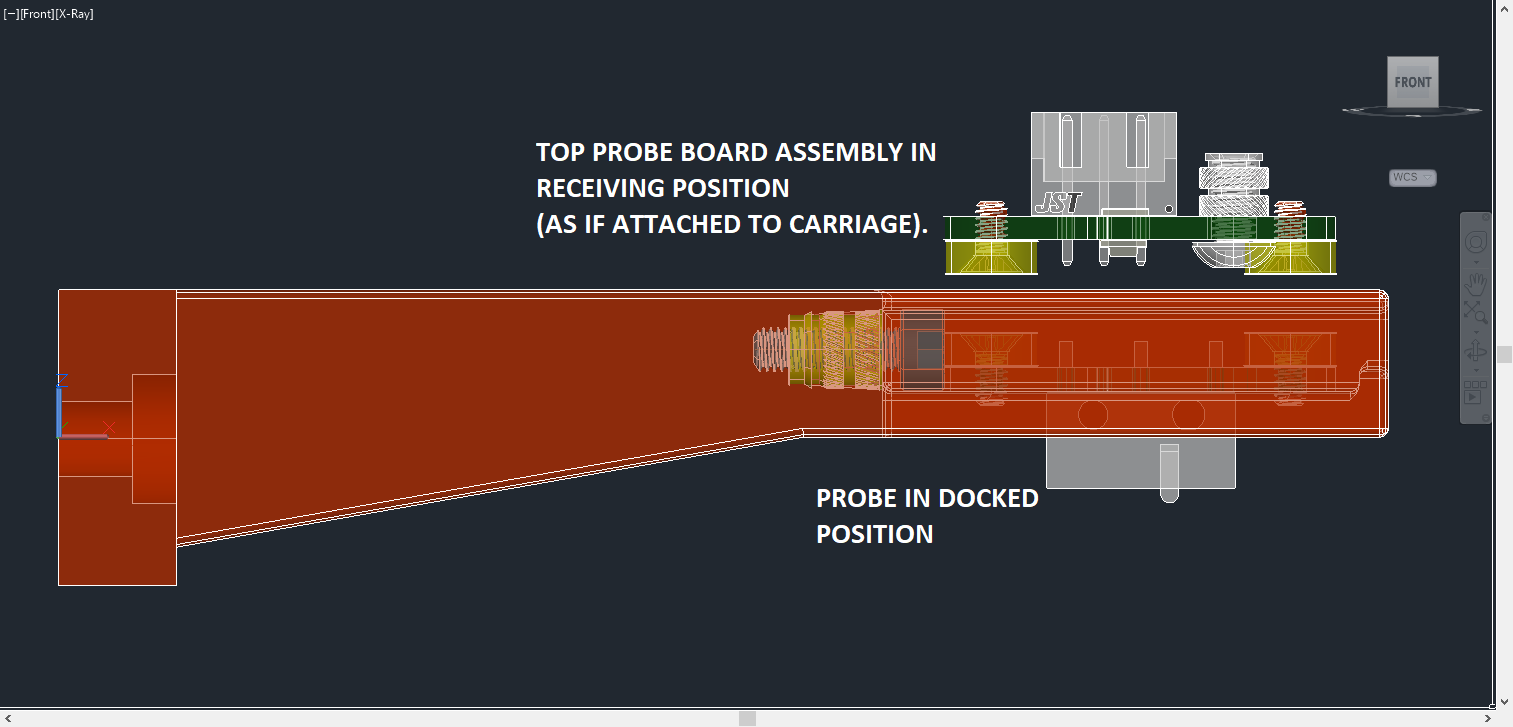 [−][Front][X-Ray]
FRONT
TOP PROBE BOARD ASSEMBLY IN
RECEIVING POSITION
(AS IF ATTACHED TO CARRIAGE).
WCS
JST
PROBE IN DOCKED
POSITION